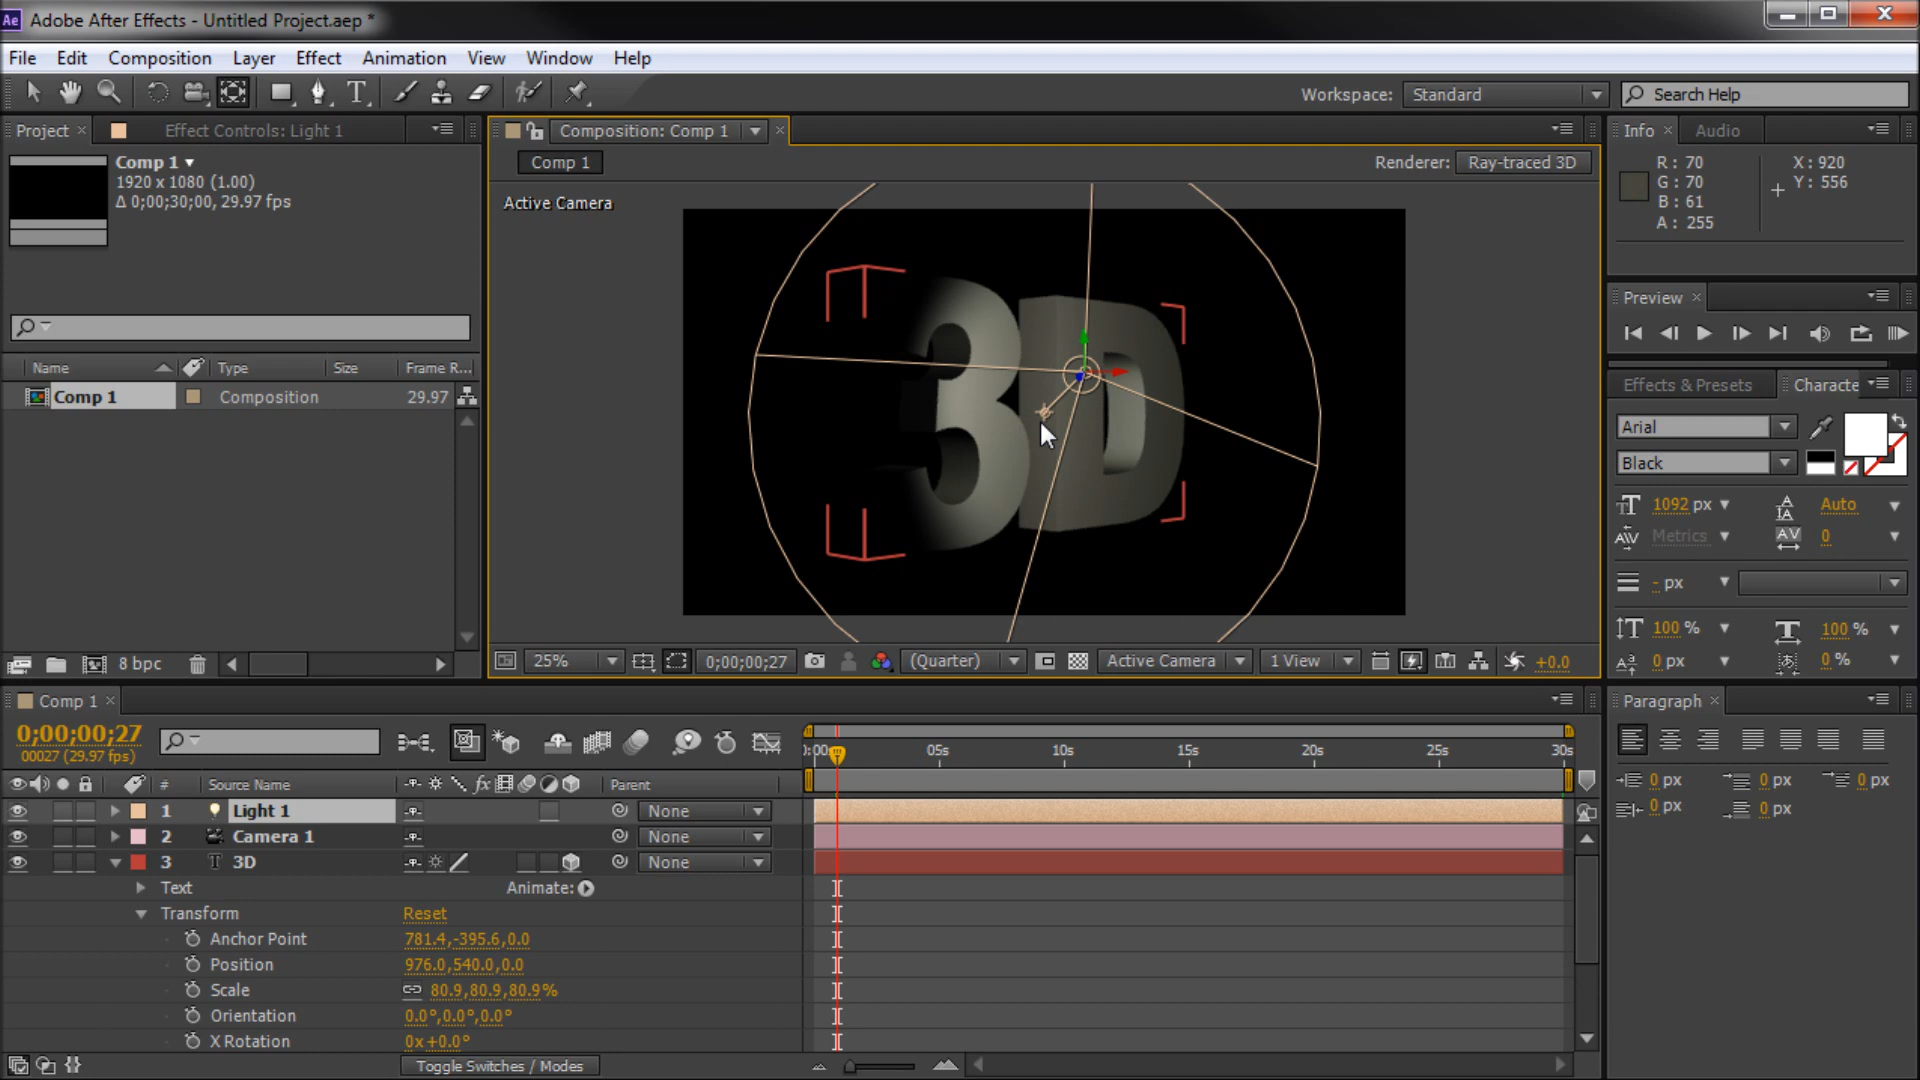 Ae Adobe After Effects - Untitled Project.aep *
File Edit Composition Layer Effect Animation View Window Help
T Workspace: Standard Search Help
Project × Effect Controls: Light 1
Comp 1
1920 x 1080 (1.00)
Δ 0;00;30;00, 29.97 fps
Name Type Size Frame R...
Comp 1 Composition 29.97
8 bpc
Composition: Comp 1 ×
Comp 1 Renderer: Ray-traced 3D
Active Camera
3D
25% 0;00;00;27 (Quarter) Active Camera 1 View +0.0
Info × Audio
R: 70 X: 920
G: 70 Y: 556
B: 61
A: 255
Preview ×
Effects & Presets Characte
Arial
Black
1092 px Auto
Metrics 0
- px
100 % 100 %
0 px 0 %
Comp 1 ×
0;00;00;27
00027 (29.97 fps)
):00 05s 10s 15s 20s 25s 30s
# Source Name fx Parent
1 Light 1 None
2 Camera 1 None
3 T 3D None
Text Animate:
Transform Reset
Anchor Point 781.4,-395.6,0.0
Position 976.0,540.0,0.0
Scale 80.9,80.9,80.9%
Orientation 0.0°,0.0°,0.0°
X Rotation 0x+0.0°
Toggle Switches / Modes
Paragraph ×
0 px 0 px 0 px
0 px 0 px